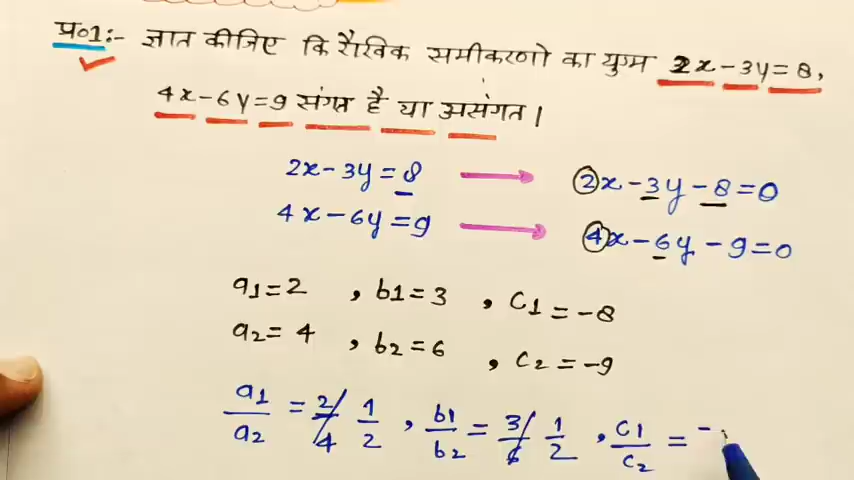 प्र०1:- ज्ञात कीजिए कि रैखिक समीकरणो का युग्म 2x-3y=8,
4x-6y=9 संगत है या असंगत।
2x-3y=8 → 2x-3y-8=0
4x-6y=9 → 4x-6y-9=0
a1=2 , b1=3 , C1=-8
a2=4 , b2=6 , C2=-9
a1/a2 = 2/4 1/2 , b1/b2 = 3/6 1/2 , C1/C2 = -